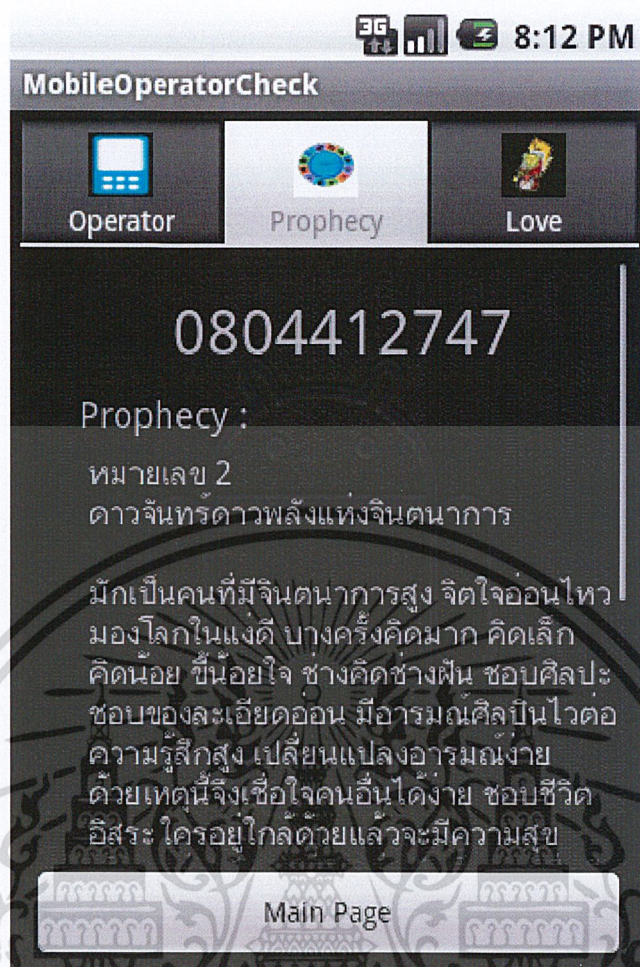 3G 8:12 PM
MobileOperatorCheck
Operator Prophecy Love
0804412747
Prophecy :
หมายเลข 2
ดาวจันทร์ดาวพลังแห่งจินตนาการ
มักเป็นคนที่มีจินตนาการสูง จิตใจอ่อนไหว
มองโลกในแง่ดี บางครั้งคิดมาก คิดเล็ก
คิดน้อย ขี้น้อยใจ ช่างคิดช่างฝัน ชอบศิลปะ
ชอบของละเอียดอ่อน มีอารมณ์ศิลปินไวต่อ
ความรู้สึกสูง เปลี่ยนแปลงอารมณ์ง่าย
ด้วยเหตุนี้จึงเชื่อใจคนอื่นได้ง่าย ชอบชีวิต
อิสระ ใครอยู่ใกล้ด้วยแล้วจะมีความสุข
Main Page